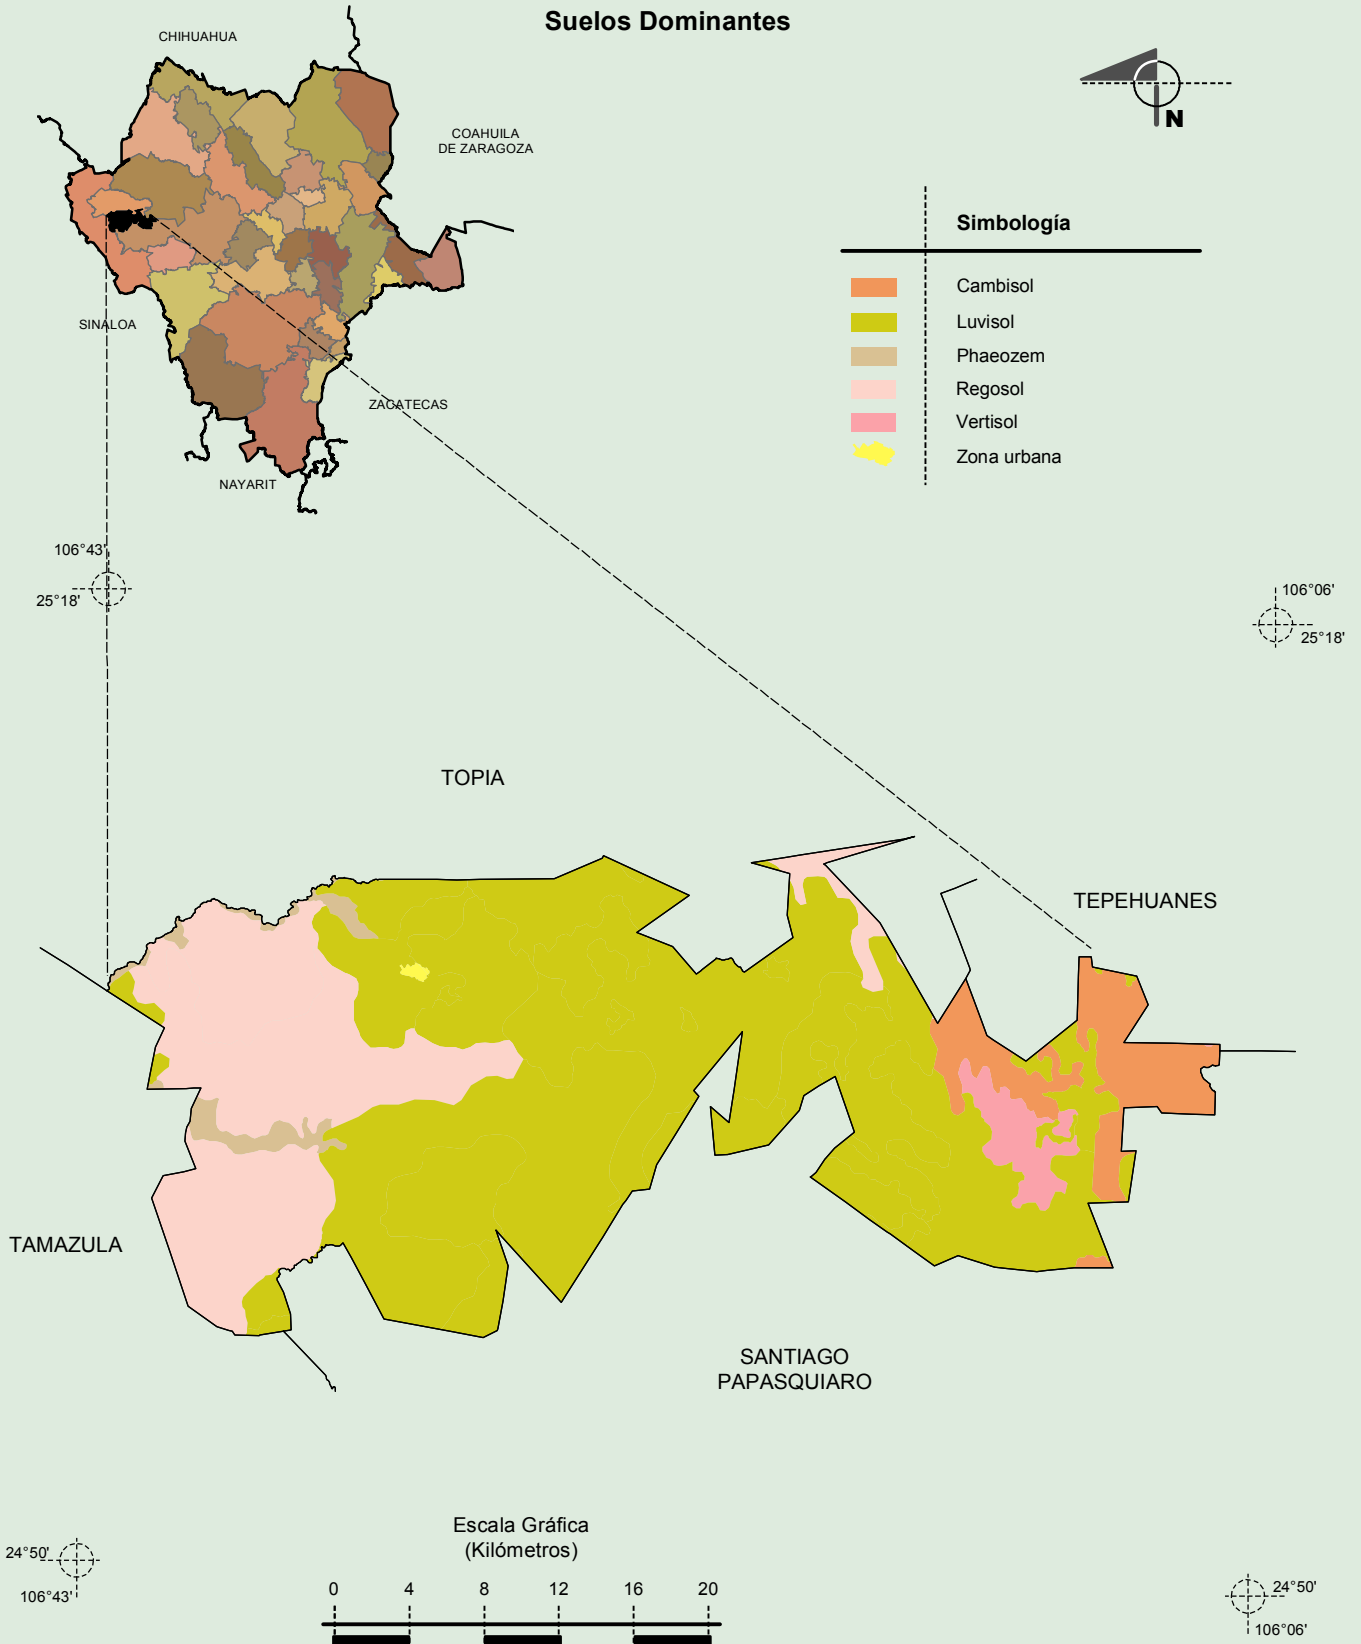 Suelos Dominantes
CHIHUAHUA
COAHUILA
DE ZARAGOZA
N
Simbología
Cambisol
Luvisol
Phaeozem
Regosol
Vertisol
Zona urbana
SINALOA
ZACATECAS
NAYARIT
106°43'
25°18'
106°06'
25°18'
TOPIA
TEPEHUANES
TAMAZULA
SANTIAGO
PAPASQUIARO
Escala Gráfica
(Kilómetros)
0 4 8 12 16 20
24°50'
106°43'
24°50'
106°06'